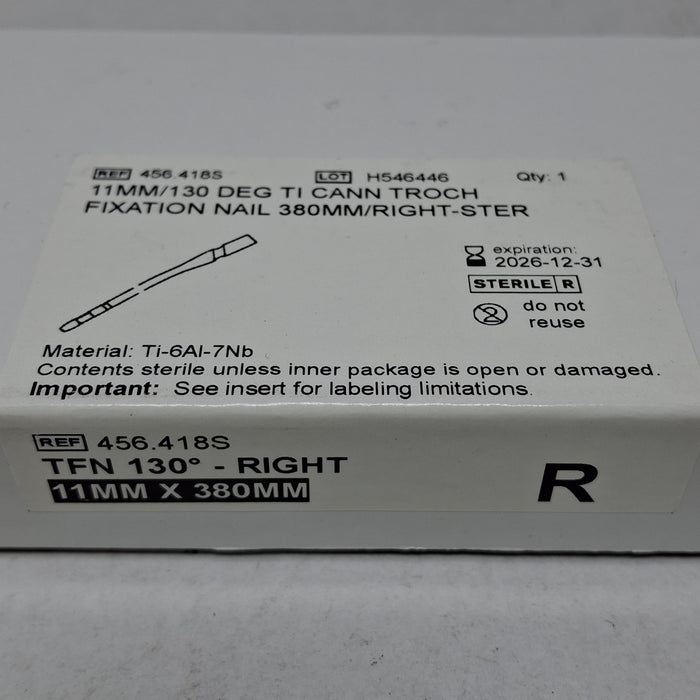 REF 456.418S LOT H546446 Qty: 1
11MM/130 DEG TI CANN TROCH
FIXATION NAIL 380MM/RIGHT-STER
expiration:
2026-12-31
STERILE R
do not
reuse
Material: Ti-6Al-7Nb
Contents sterile unless inner package is open or damaged.
Important: See insert for labeling limitations.
REF 456.418S
TFN 130° - RIGHT
11MM X 380MM
R